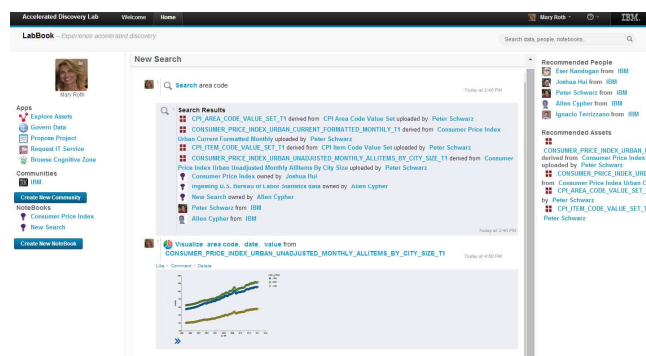 Accelerated Discovery Lab Welcome Home Mary Roth IBM.
LabBook – Experience accelerated discovery
Search data, people, notebooks..
Mary Roth
Apps
Explore Assets
Govern Data
Propose Project
Request IT Service
Browse Cognitive Zone
Communities
IBM
Create New Community
NoteBooks
Consumer Price Index
New Search
Create New NoteBook
New Search
Search area code
Today at 3:40 PM
Search Results
CPI_AREA_CODE_VALUE_SET_T1 derived from CPI Area Code Value Set uploaded by Peter Schwarz
CONSUMER_PRICE_INDEX_URBAN_CURRENT_FORMATTED_MONTHLY_T1 derived from Consumer Price Index
Urban Current Formatted Monthly uploaded by Peter Schwarz
CPI_ITEM_CODE_VALUE_SET_T1 derived from CPI Item Code Value Set uploaded by Peter Schwarz
CONSUMER_PRICE_INDEX_URBAN_UNADJUSTED_MONTHLY_ALLITEMS_BY_CITY_SIZE_T1 derived from Consumer
Price Index Urban Unadjusted Monthly AllItems By City Size uploaded by Peter Schwarz
Consumer Price Index owned by Joshua Hui
Ingesting U.S. Bureau of Labor Statistics data owned by Allen Cypher
New Search owned by Allen Cypher
Peter Schwarz from IBM
Allen Cypher from IBM
Today at 3:40 PM
Visualize area code, date, value from
CONSUMER_PRICE_INDEX_URBAN_UNADJUSTED_MONTHLY_ALLITEMS_BY_CITY_SIZE_T1
Today at 4:50 PM
Like · Comment · Delete
Recommended People
Eser Kandogan from IBM
Joshua Hui from IBM
Peter Schwarz from IBM
Allen Cypher from IBM
Ignacio Terrizzano from IBM
Recommended Assets
CONSUMER_PRICE_INDEX_URBAN_U
derived from Consumer Price Index
uploaded by Peter Schwarz
CONSUMER_PRICE_INDEX_URB
from Consumer Price Index Urban C
CPI_AREA_CODE_VALUE_SET_
by Peter Schwarz
CPI_ITEM_CODE_VALUE_SET_T
Peter Schwarz